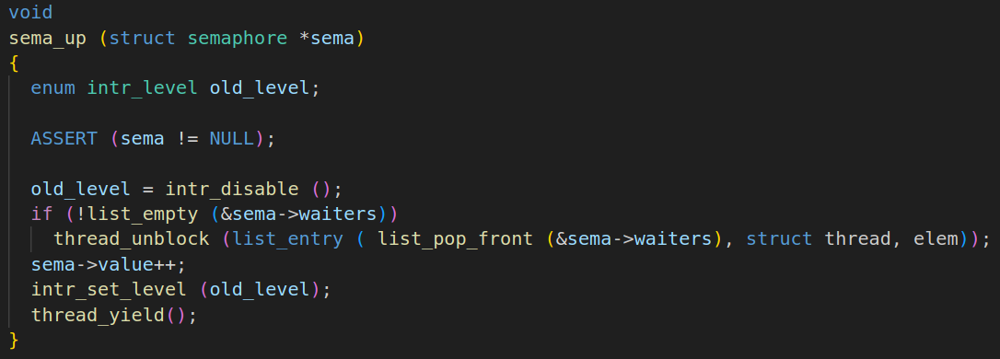 void
sema_up (struct semaphore *sema)
{
  enum intr_level old_level;

  ASSERT (sema != NULL);

  old_level = intr_disable ();
  if (!list_empty (&sema->waiters))
    thread_unblock (list_entry ( list_pop_front (&sema->waiters), struct thread, elem));
  sema->value++;
  intr_set_level (old_level);
  thread_yield();
}